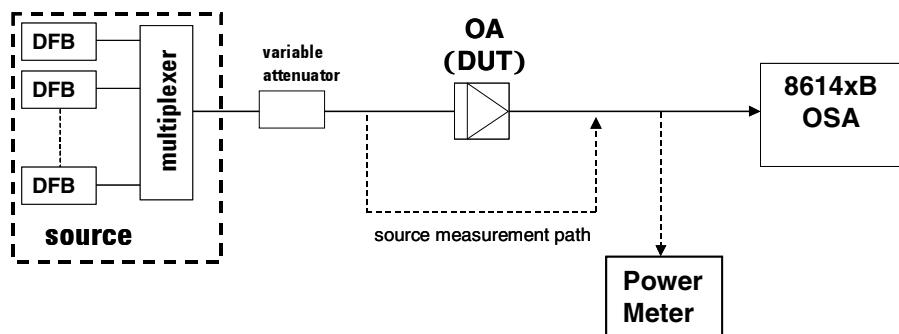 DFB
DFB
DFB
multiplexer
source
variable
attenuator
OA
(DUT)
source measurement path
8614xB
OSA
Power
Meter